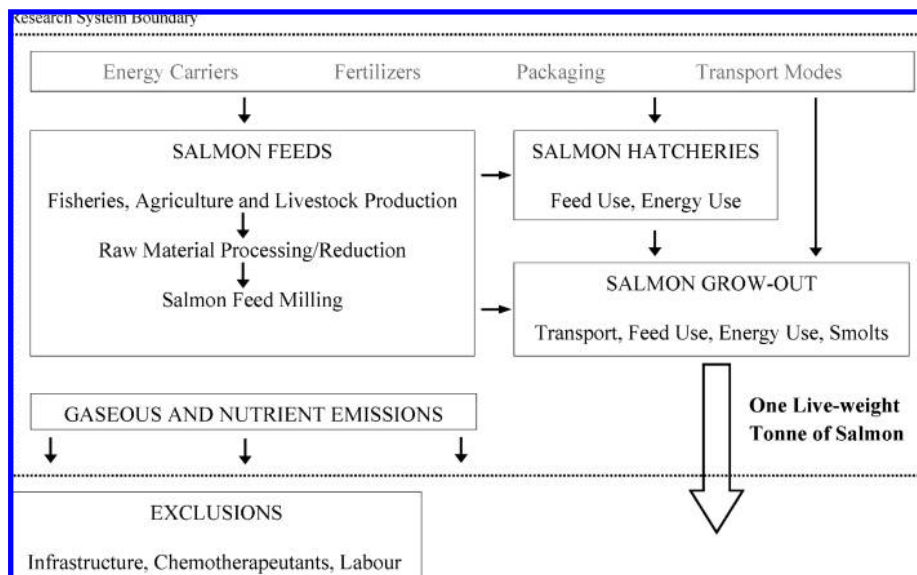 Research System Boundary
Energy Carriers Fertilizers Packaging Transport Modes
SALMON FEEDS
Fisheries, Agriculture and Livestock Production
Raw Material Processing/Reduction
Salmon Feed Milling
SALMON HATCHERIES
Feed Use, Energy Use
SALMON GROW-OUT
Transport, Feed Use, Energy Use, Smolts
GASEOUS AND NUTRIENT EMISSIONS
One Live-weight
Tonne of Salmon
EXCLUSIONS
Infrastructure, Chemotherapeutants, Labour